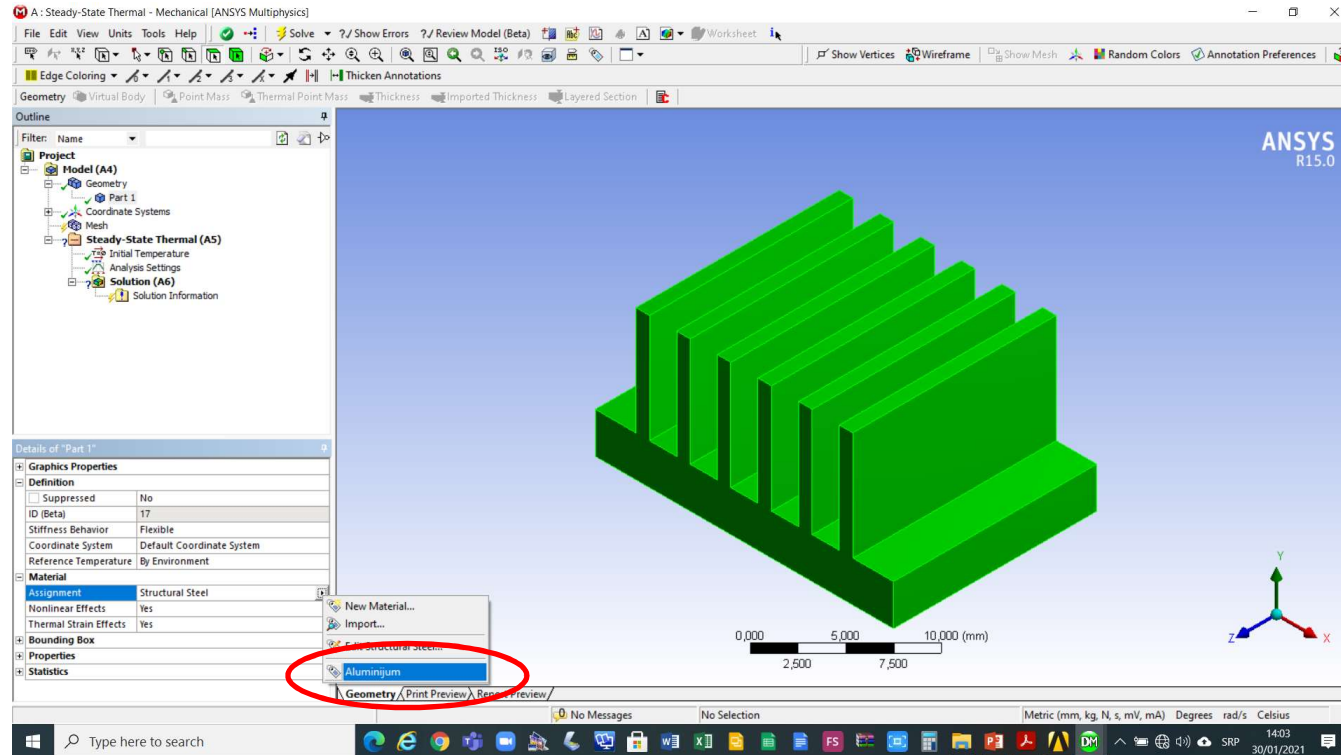 A : Steady-State Thermal - Mechanical [ANSYS Multiphysics]
File Edit View Units Tools Help Solve ?./ Show Errors ?./ Review Model (Beta) Worksheet
Show Vertices Wireframe Show Mesh Random Colors Annotation Preferences
Edge Coloring Thicken Annotations
Geometry Virtual Body Point Mass Thermal Point Mass Thickness Imported Thickness Layered Section
Outline
Filter: Name
Project
Model (A4)
Geometry
Part 1
Coordinate Systems
Mesh
Steady-State Thermal (A5)
Initial Temperature
Analysis Settings
Solution (A6)
Solution Information
ANSYS
R15.0
Details of "Part 1"
Graphics Properties
Definition
Suppressed No
ID (Beta) 17
Stiffness Behavior Flexible
Coordinate System Default Coordinate System
Reference Temperature By Environment
Material
Assignment Structural Steel
Nonlinear Effects Yes
Thermal Strain Effects Yes
Bounding Box
Properties
Statistics
New Material...
Import...
Edit Structural Steel...
Aluminijum
0,000 5,000 10,000 (mm)
2,500 7,500
Y
Z X
Geometry Print Preview Report Preview
No Messages No Selection Metric (mm, kg, N, s, mV, mA) Degrees rad/s Celsius
Type here to search
FS
DM
SRP
14:03
30/01/2021